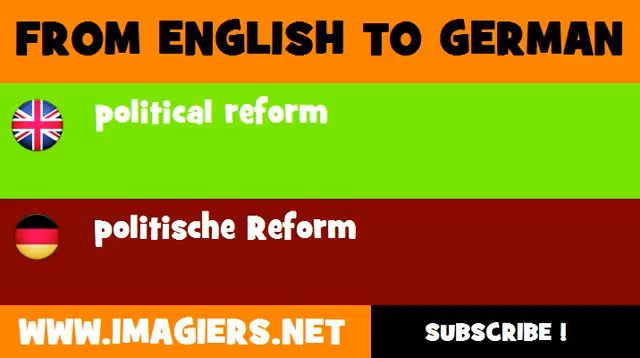 FROM ENGLISH TO GERMAN
political reform
politische Reform
WWW.IMAGIERS.NET
SUBSCRIBE !